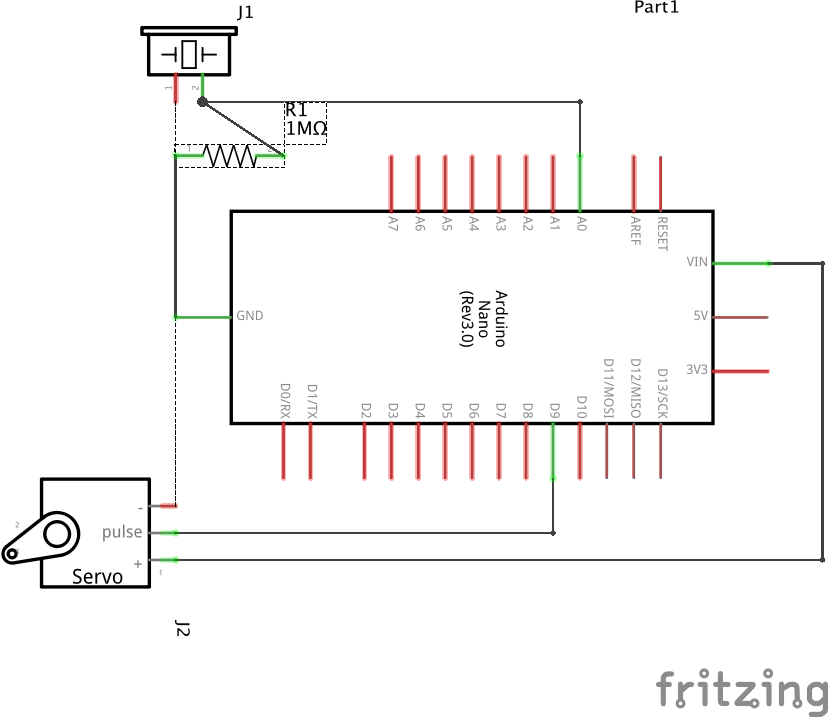 J1
Part1
1
2
R1
1MΩ
1
2
A7
A6
A5
A4
A3
A2
A1
A0
AREF
RESET
VIN
GND
Arduino
Nano
(Rev3.0)
5V
3V3
D0/RX
D1/TX
D2
D3
D4
D5
D6
D7
D8
D9
D10
D11/MOSI
D12/MISO
D13/SCK
-
2
pulse
+
1
Servo
J2
fritzing